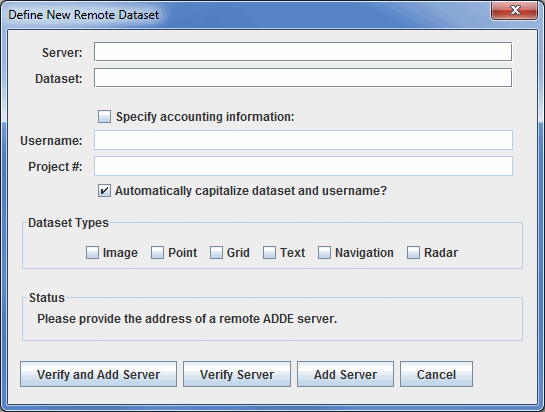 Define New Remote Dataset
Server:
Dataset:
Specify accounting information:
Username:
Project #:
Automatically capitalize dataset and username?
Dataset Types
Image Point Grid Text Navigation Radar
Status
Please provide the address of a remote ADDE server.
Verify and Add Server Verify Server Add Server Cancel